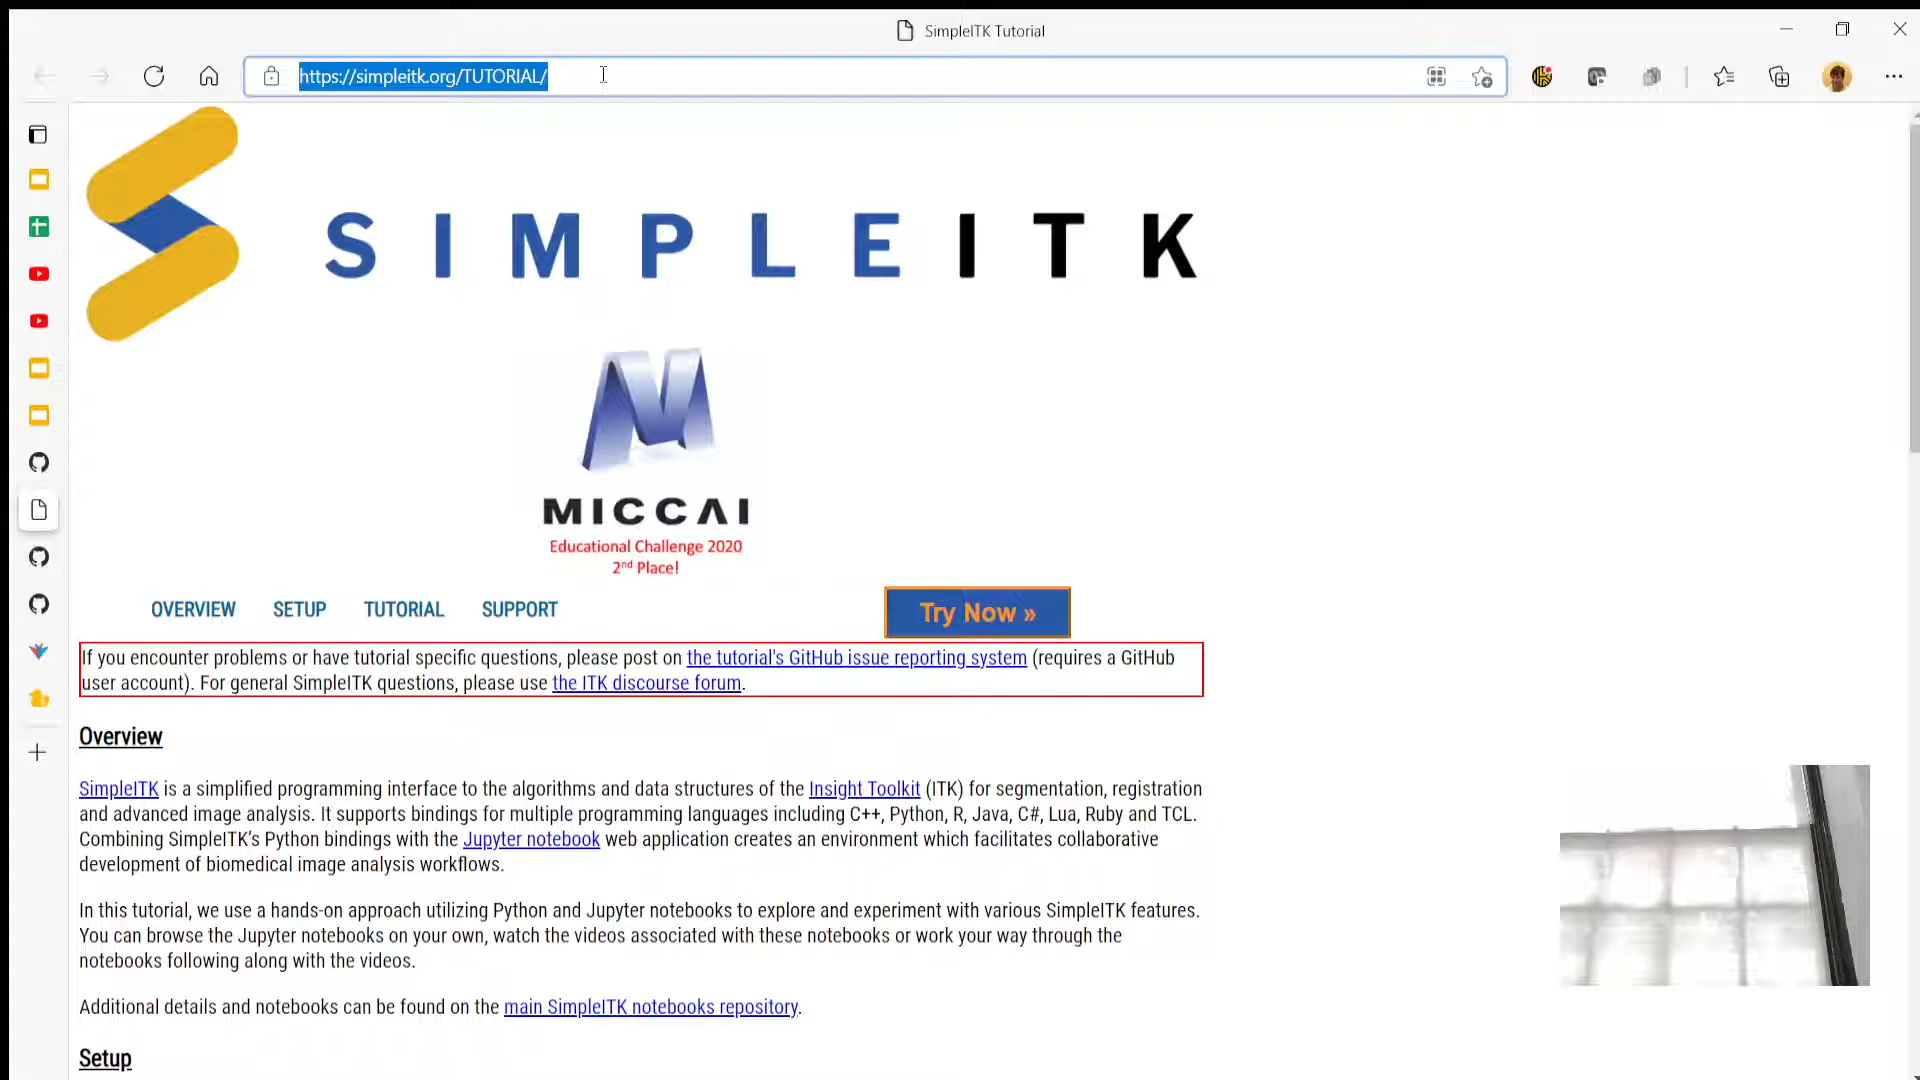 SimpleITK Tutorial
https://simpleitk.org/TUTORIAL/
SIMPLEITK
MICCAI
Educational Challenge 2020
2nd Place!
OVERVIEW SETUP TUTORIAL SUPPORT Try Now »
If you encounter problems or have tutorial specific questions, please post on the tutorial's GitHub issue reporting system (requires a GitHub
user account). For general SimpleITK questions, please use the ITK discourse forum.
Overview
SimpleITK is a simplified programming interface to the algorithms and data structures of the Insight Toolkit (ITK) for segmentation, registration
and advanced image analysis. It supports bindings for multiple programming languages including C++, Python, R, Java, C#, Lua, Ruby and TCL.
Combining SimpleITK’s Python bindings with the Jupyter notebook web application creates an environment which facilitates collaborative
development of biomedical image analysis workflows.
In this tutorial, we use a hands-on approach utilizing Python and Jupyter notebooks to explore and experiment with various SimpleITK features.
You can browse the Jupyter notebooks on your own, watch the videos associated with these notebooks or work your way through the
notebooks following along with the videos.
Additional details and notebooks can be found on the main SimpleITK notebooks repository.
Setup